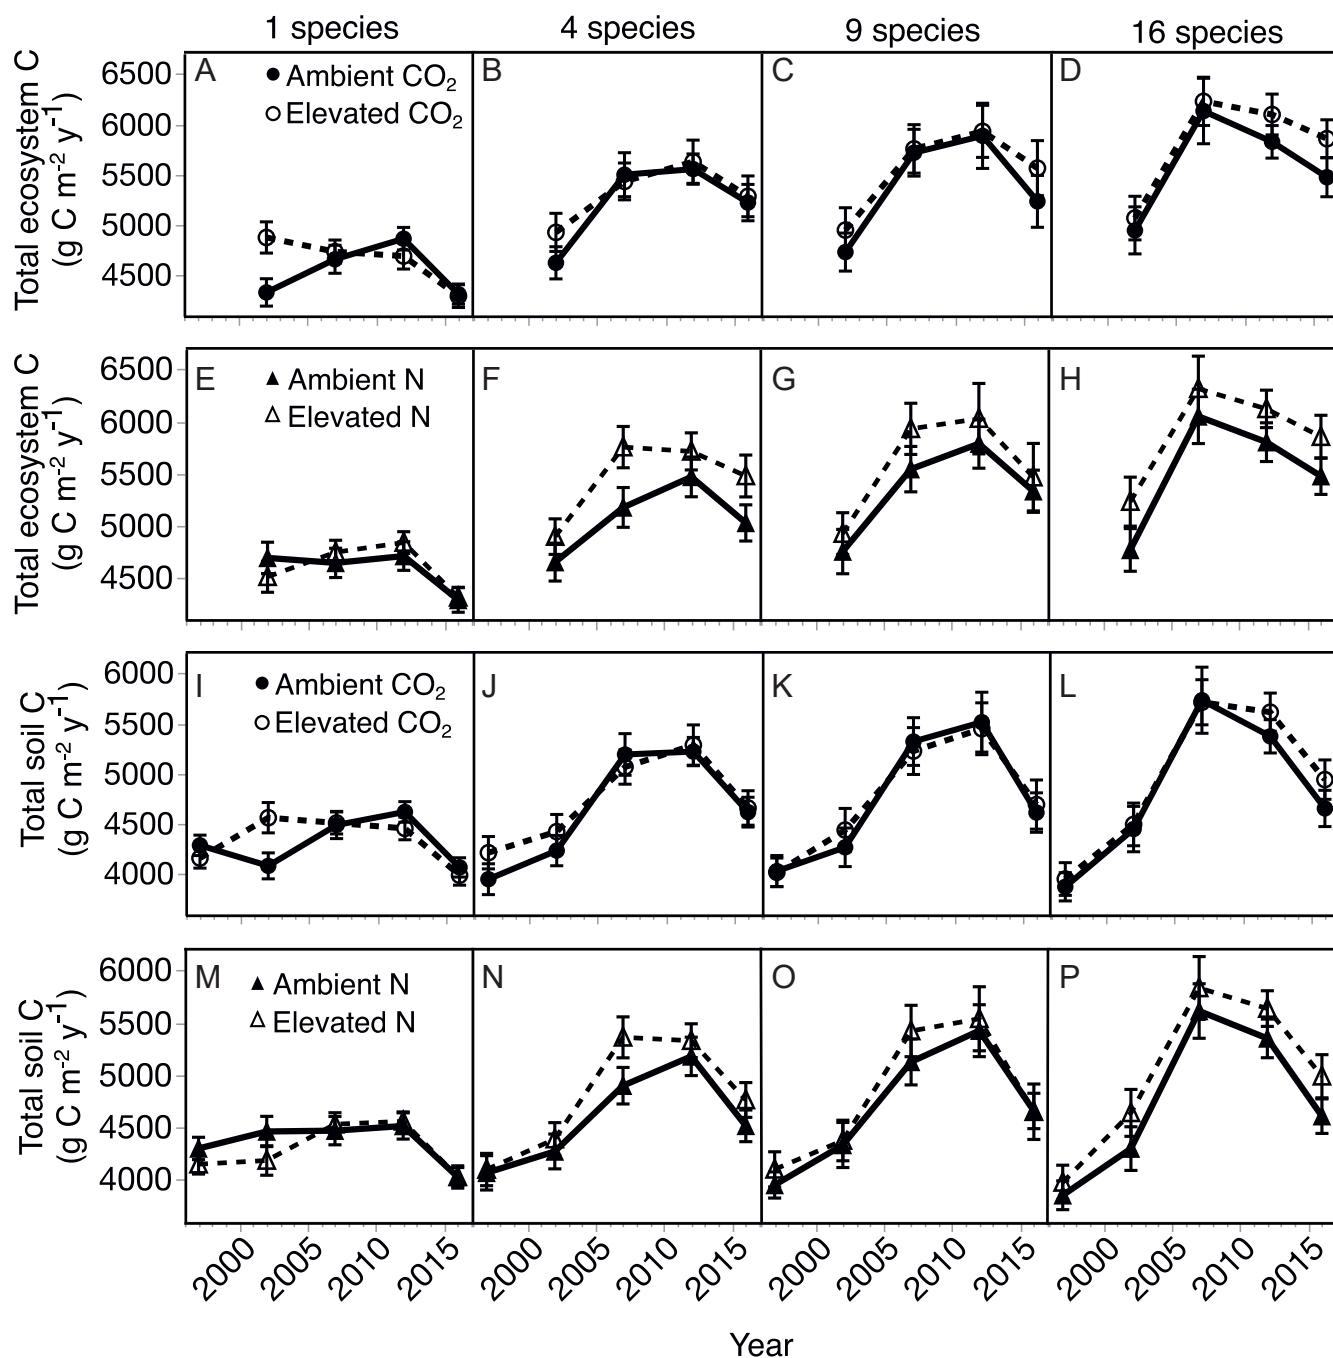 1 species 4 species 9 species 16 species
Total ecosystem C
(g C m⁻² y⁻¹)
6500
6000
5500
5000
4500
A
Ambient CO₂
Elevated CO₂
B
C
D
Total ecosystem C
(g C m⁻² y⁻¹)
6500
6000
5500
5000
4500
E
Ambient N
Elevated N
F
G
H
Total soil C
(g C m⁻² y⁻¹)
6000
5500
5000
4500
4000
I
Ambient CO₂
Elevated CO₂
J
K
L
Total soil C
(g C m⁻² y⁻¹)
6000
5500
5000
4500
4000
M
Ambient N
Elevated N
N
O
P
2000 2005 2010 2015 2000 2005 2010 2015 2000 2005 2010 2015 2000 2005 2010 2015
Year